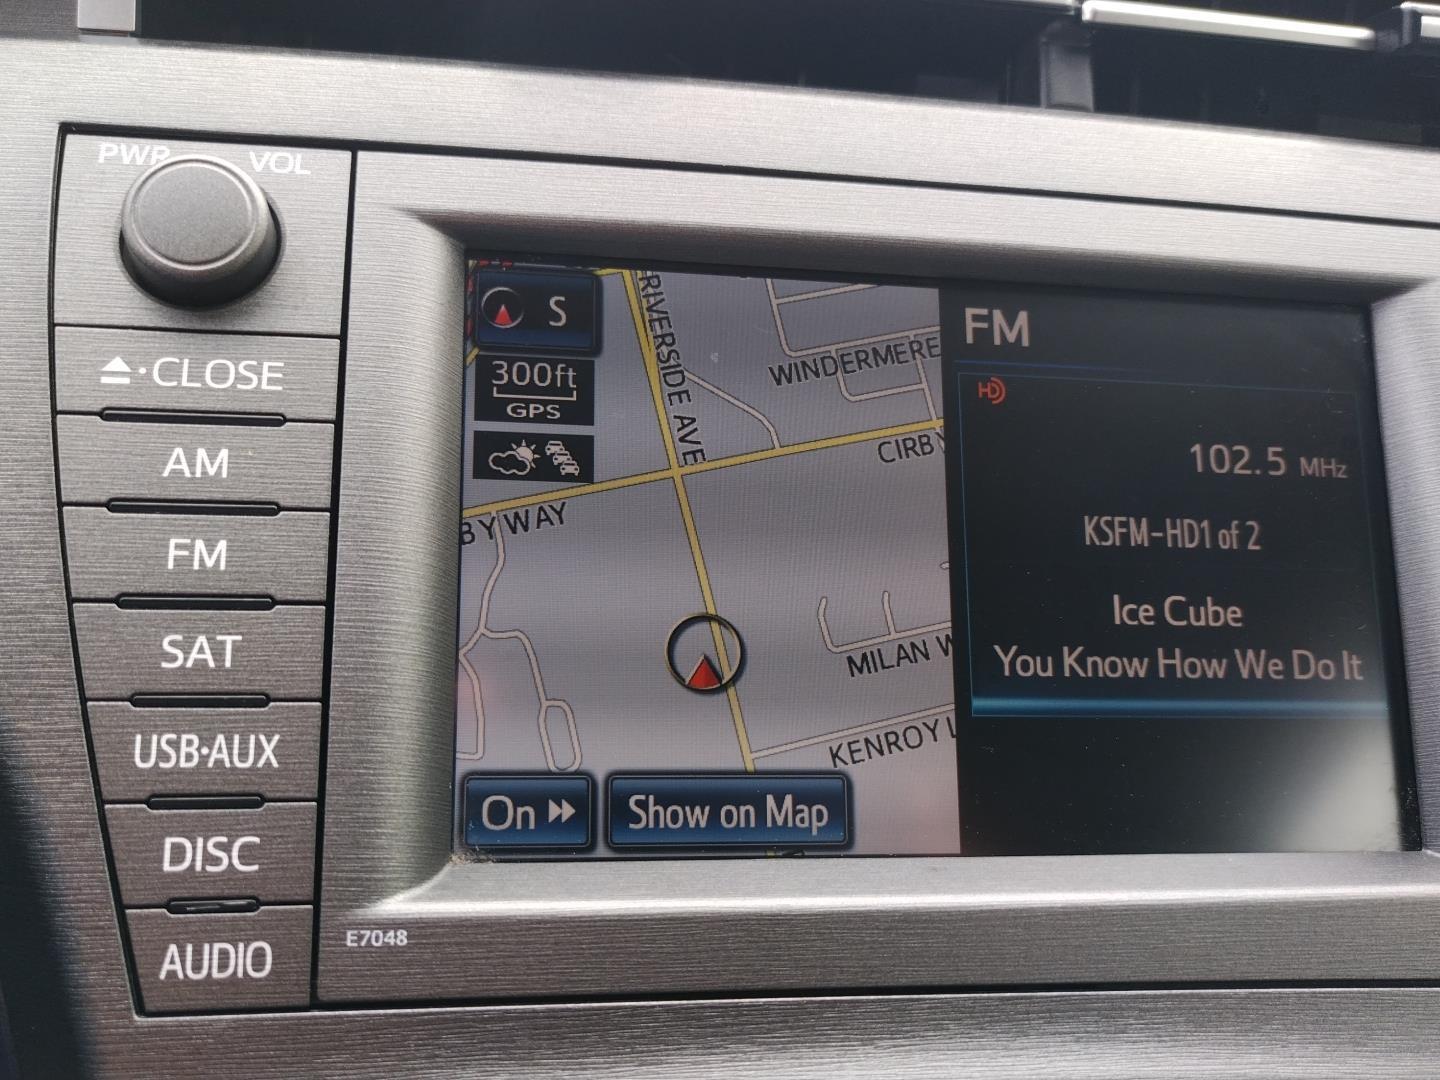 PWR VOL
⏏·CLOSE
AM
FM
SAT
USB·AUX
DISC
AUDIO
E7048
S
300ft
GPS
RIVERSIDE AVE
WINDERMERE
CIRBY
BY WAY
MILAN W
KENROY L
On
Show on Map
FM
HD
102.5 MHz
KSFM-HD1 of 2
Ice Cube
You Know How We Do It